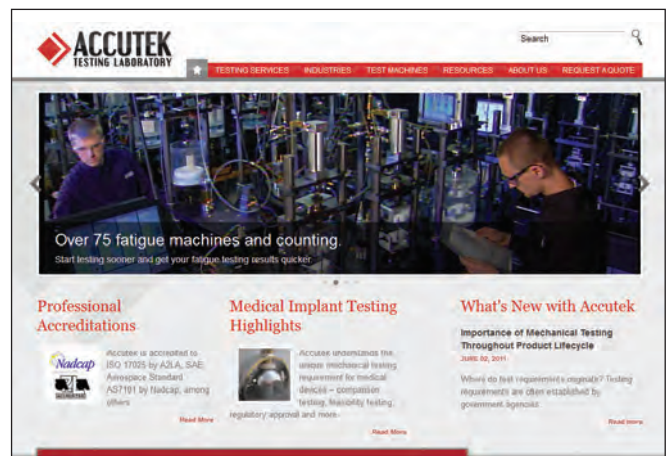 ACCUTEK
TESTING LABORATORY
Search
TESTING SERVICES INDUSTRIES TEST MACHINES RESOURCES ABOUT US REQUEST A QUOTE
Over 75 fatigue machines and counting.
Start testing sooner and get your fatigue testing results quicker.
Professional
Accreditations
Nadcap
Accutek is accredited to
ISO 17025 by A2LA, SAE
Aerospace Standard
AS7101 by Nadcap, among
others
Read More
Medical Implant Testing
Highlights
Accutek understands the
unique mechanical testing
requirement for medical
devices – comparison
testing, feasibility testing,
regulatory approval and more.
Read More
What's New with Accutek
Importance of Mechanical Testing
Throughout Product Lifecycle
JUNE 02, 2011
Where do test requirements originate? Testing
requirements are often established by
government agencies.
Read more